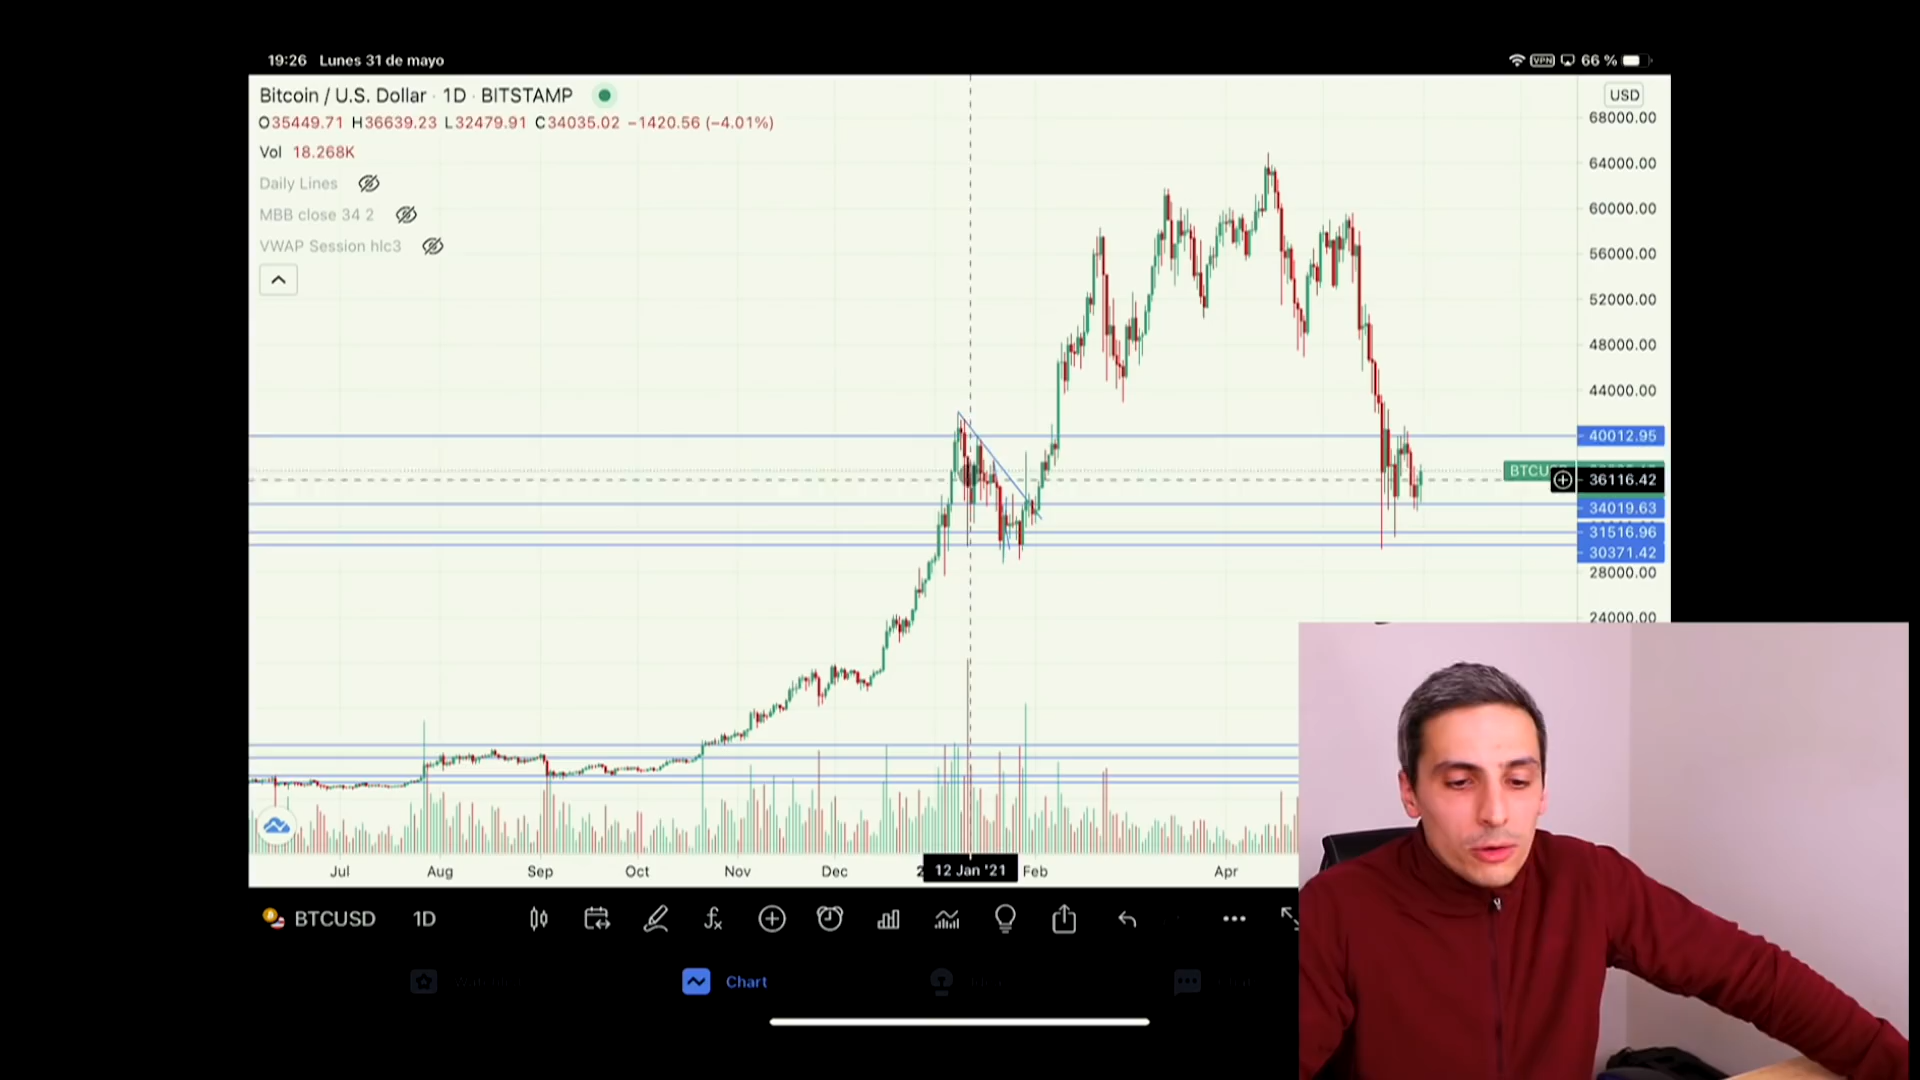 19:26 Lunes 31 de mayo
VPN 66 %
Bitcoin / U.S. Dollar · 1D · BITSTAMP
USD
O35449.71 H36639.23 L32479.91 C34035.02 −1420.56 (−4.01%)
Vol 18.268K
Daily Lines
MBB close 34 2
VWAP Session hlc3
68000.00
64000.00
60000.00
56000.00
52000.00
48000.00
44000.00
40012.95
BTCUS
36116.42
34019.63
31516.96
30371.42
28000.00
24000.00
Jul Aug Sep Oct Nov Dec 12 Jan '21 Feb Apr
BTCUSD 1D
Chart